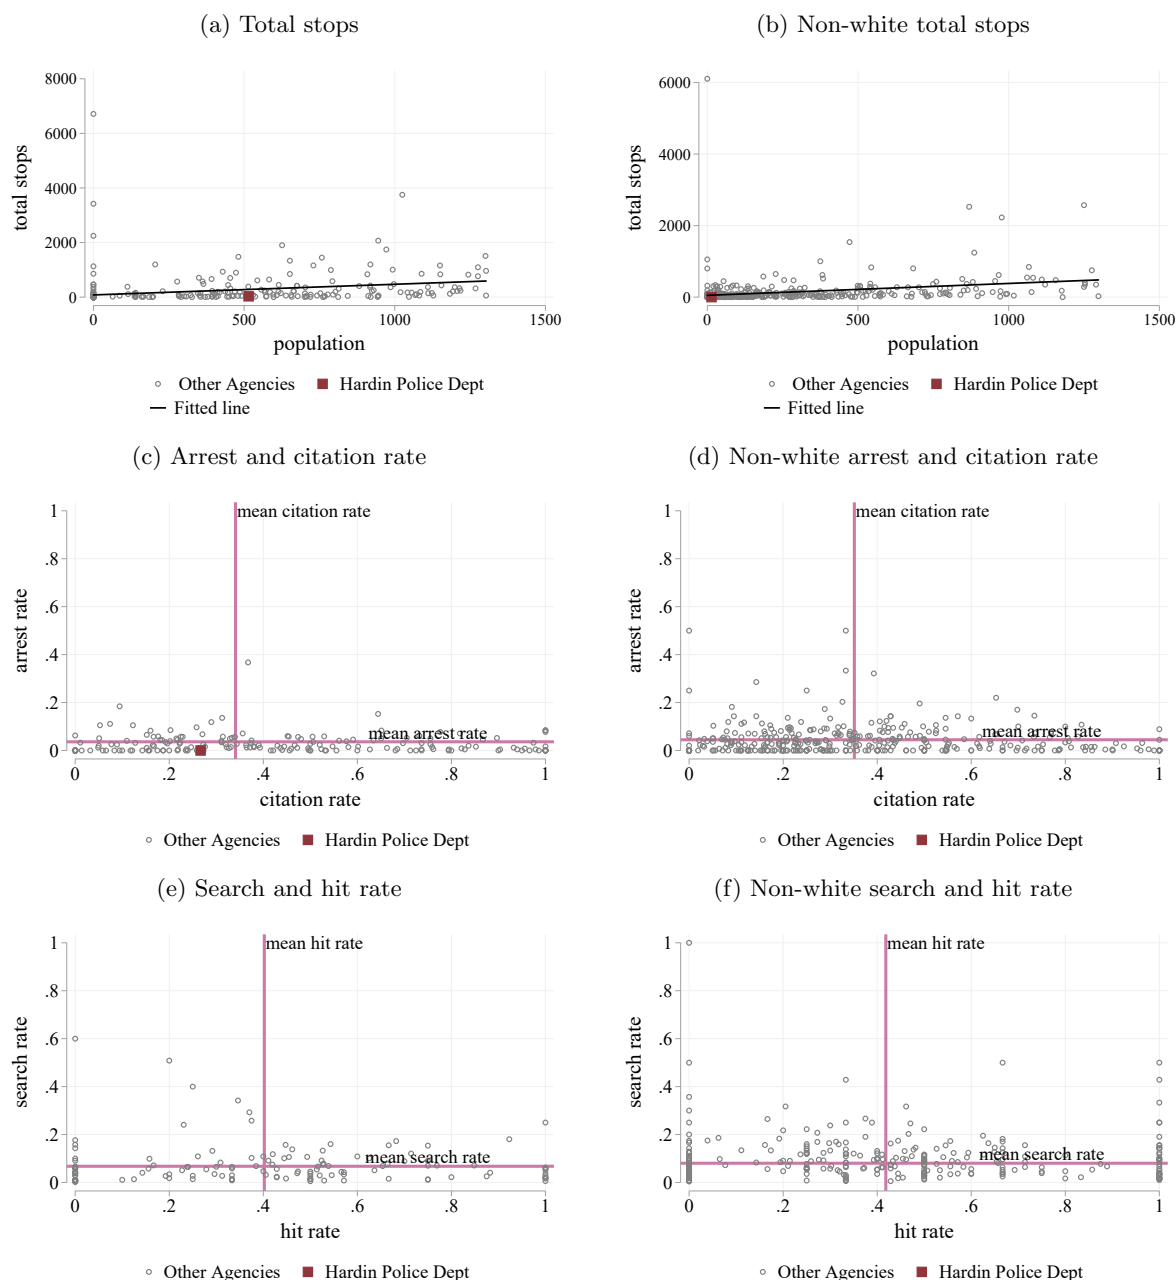 (a) Total stops
(b) Non-white total stops
8000
6000
4000
2000
0
total stops
0 500 1000 1500
population
Other Agencies Hardin Police Dept
Fitted line
6000
4000
2000
0
total stops
0 500 1000 1500
population
Other Agencies Hardin Police Dept
Fitted line
(c) Arrest and citation rate
(d) Non-white arrest and citation rate
mean citation rate
1
.8
.6
.4
.2
0
arrest rate
mean arrest rate
0 .2 .4 .6 .8 1
citation rate
Other Agencies Hardin Police Dept
mean citation rate
1
.8
.6
.4
.2
0
arrest rate
mean arrest rate
0 .2 .4 .6 .8 1
citation rate
Other Agencies Hardin Police Dept
(e) Search and hit rate
(f) Non-white search and hit rate
mean hit rate
1
.8
.6
.4
.2
0
search rate
mean search rate
0 .2 .4 .6 .8 1
hit rate
Other Agencies Hardin Police Dept
mean hit rate
1
.8
.6
.4
.2
0
search rate
mean search rate
0 .2 .4 .6 .8 1
hit rate
Other Agencies Hardin Police Dept